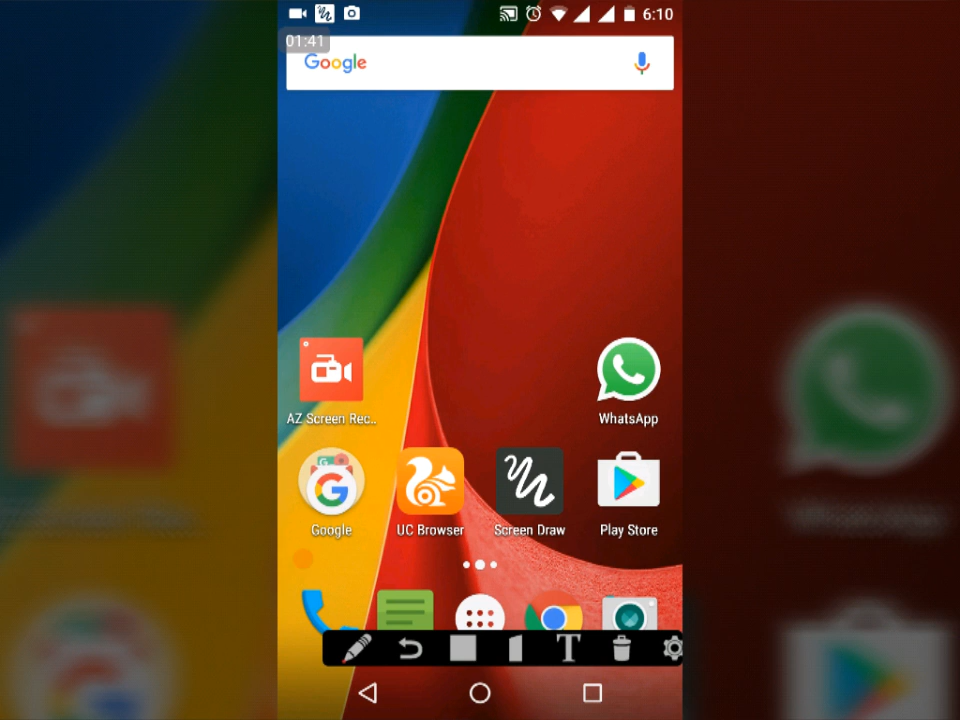 6:10
01:41
Google
AZ Screen Rec..
WhatsApp
Google
UC Browser
Screen Draw
Play Store
T